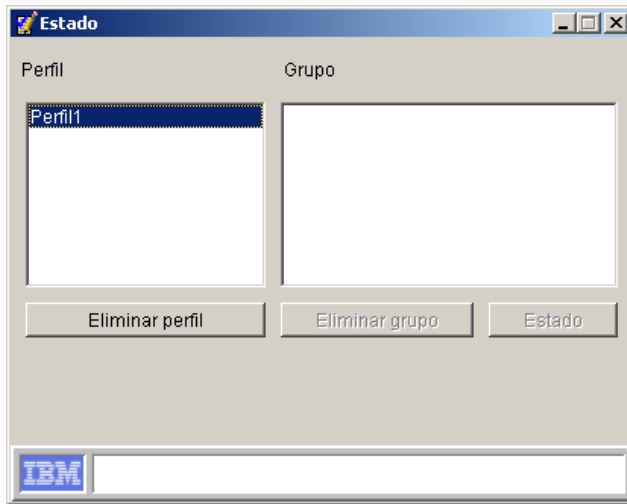 Estado
Perfil Grupo
Perfil1
Eliminar perfil Eliminar grupo Estado
IBM